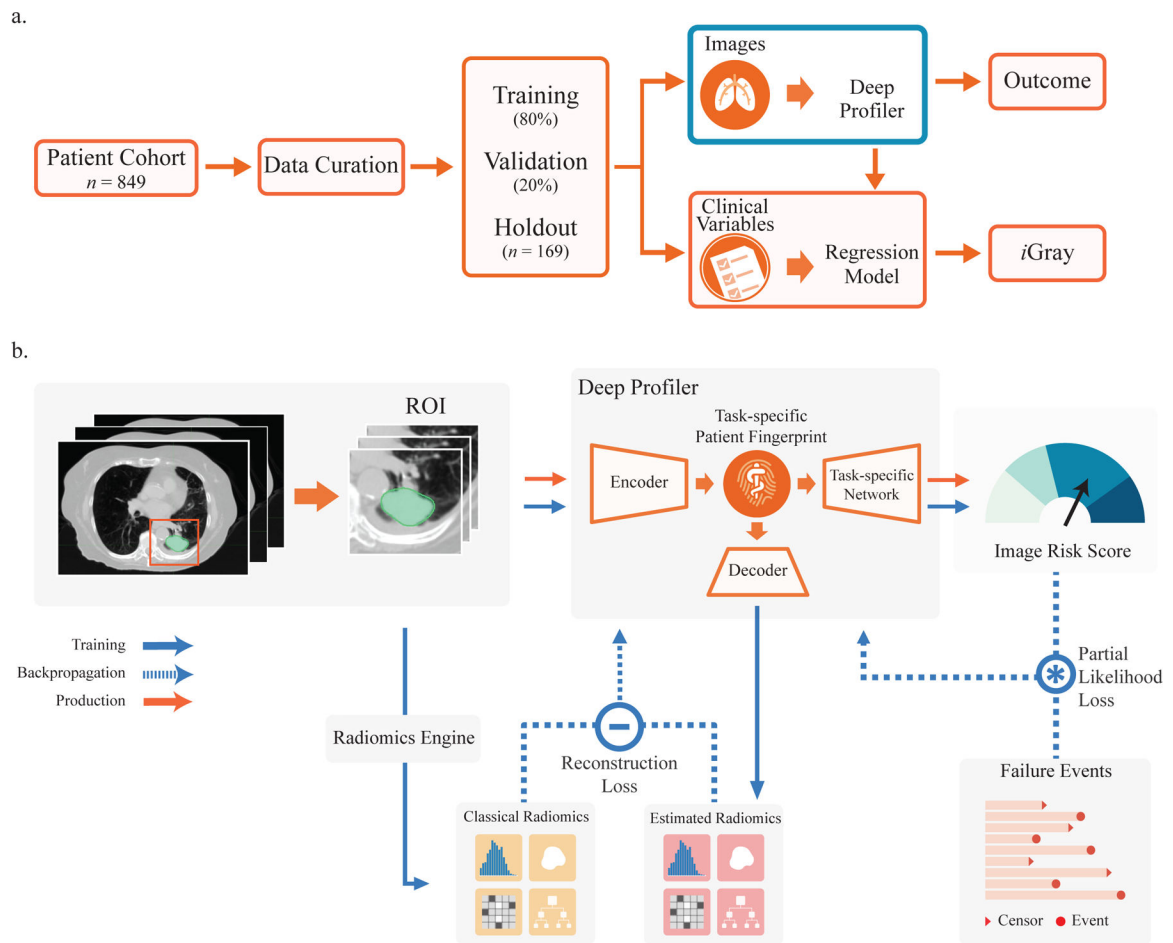 a.
Patient Cohort
n = 849
Data Curation
Training
(80%)
Validation
(20%)
Holdout
(n = 169)
Images
Deep
Profiler
Outcome
Clinical
Variables
Regression
Model
iGray
b.
ROI
Deep Profiler
Encoder
Task-specific
Patient Fingerprint
Task-specific
Network
Decoder
Image Risk Score
Training
Backpropagation
Production
Radiomics Engine
Reconstruction
Loss
Classical Radiomics
Estimated Radiomics
*
Partial
Likelihood
Loss
Failure Events
Censor
Event